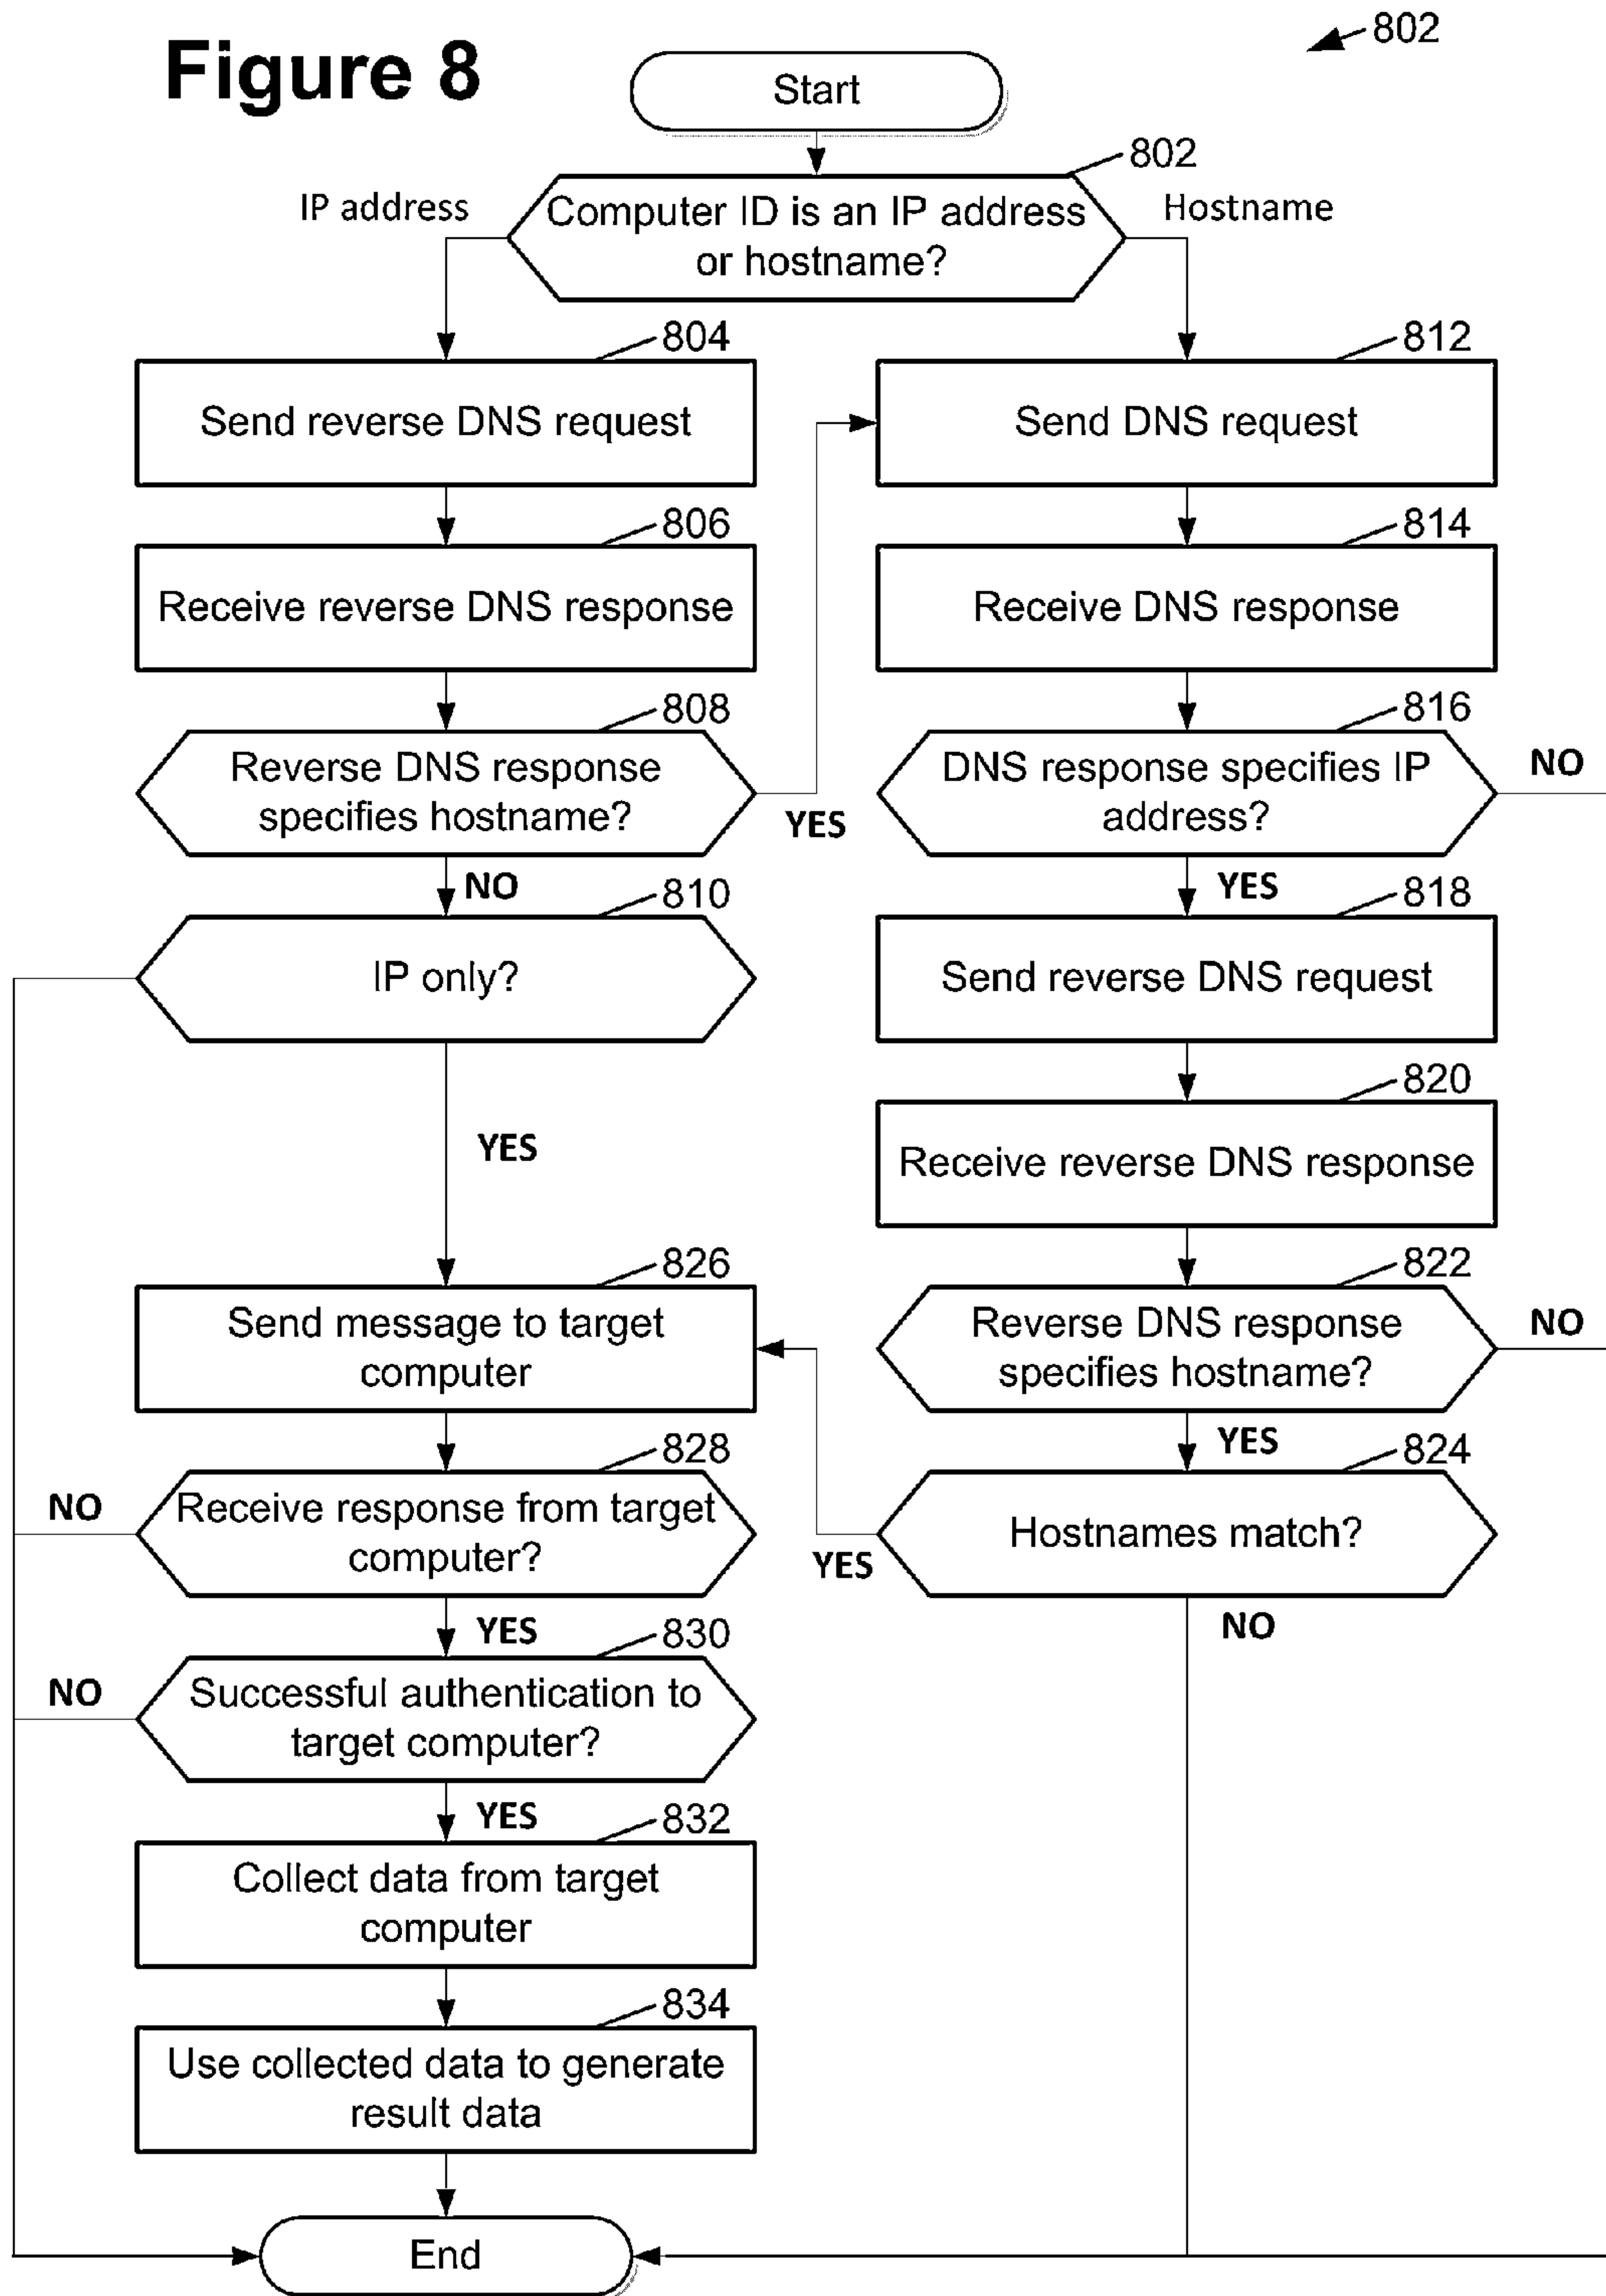 Figure 8
802
Start
802
IP address
Computer ID is an IP address
or hostname?
Hostname
804
Send reverse DNS request
812
Send DNS request
806
Receive reverse DNS response
814
Receive DNS response
808
Reverse DNS response
specifies hostname?
YES
NO
816
DNS response specifies IP
address?
NO
YES
810
IP only?
YES
818
Send reverse DNS request
820
Receive reverse DNS response
826
Send message to target
computer
822
Reverse DNS response
specifies hostname?
NO
YES
828
Receive response from target
computer?
NO
YES
824
Hostnames match?
YES
NO
830
Successful authentication to
target computer?
NO
YES
832
Collect data from target
computer
834
Use collected data to generate
result data
End